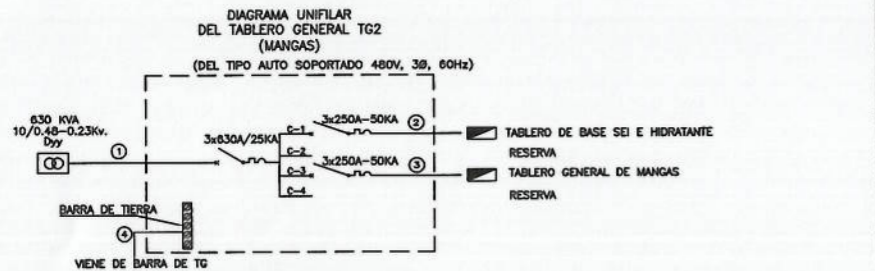 DIAGRAMA UNIFILAR
DEL TABLERO GENERAL TG2
(MANGAS)
(DEL TIPO AUTO SOPORTADO 480V, 3Ø, 60Hz)
630 KVA
10/0.48-0.23Kv.
Dyy
1
3x630A/25KA
C-1
3x250A-50KA
2
TABLERO DE BASE SEI E HIDRANTE
C-2
RESERVA
C-3
3x250A-50KA
3
TABLERO GENERAL DE MANGAS
C-4
RESERVA
BARRA DE TIERRA
4
VIENE DE BARRA DE TG